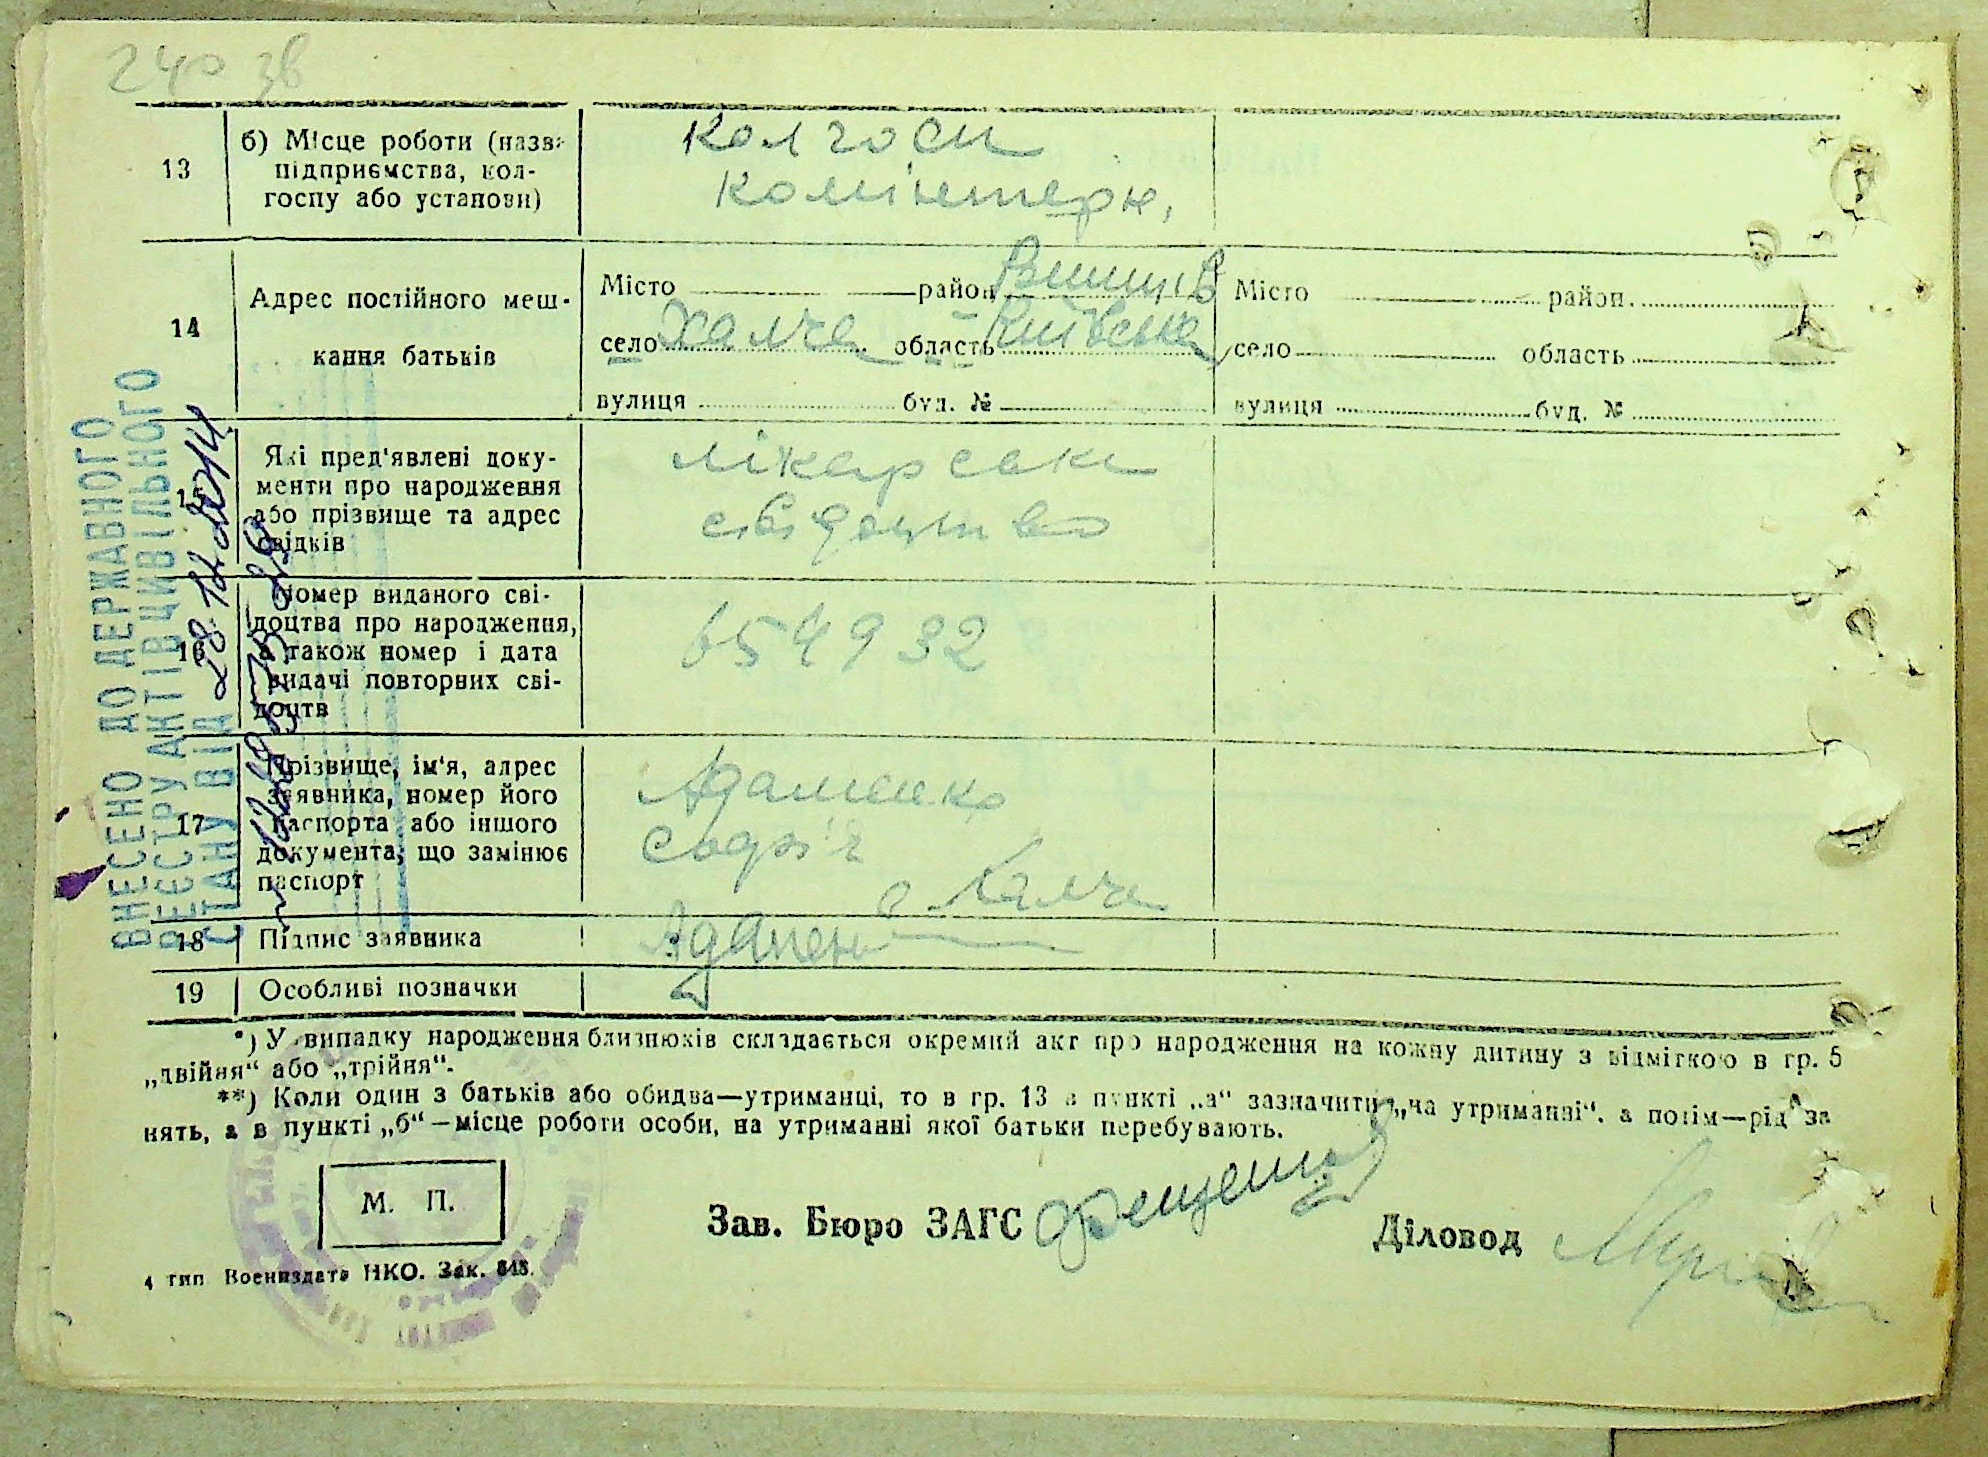 240 зв
13
б) Місце роботи (назва
підприємства, кол-
госпу або установи)
Колгосп
Комінтерн,
14
Адрес постійного меш-
кання батьків
Місто район
село Халча область Київська
вулиця буд. №
Місто район
село область
вулиця буд. №
15
Які пред'явлені доку-
менти про народження
або прізвище та адрес
свідків
лікарське
свідоцтво
16
Номер виданого сві-
доцтва про народження,
а також номер і дата
видачі повторних сві-
доцтв
654932
17
Прізвище, ім'я, адрес
заявника, номер його
паспорта або іншого
документа, що замінює
паспорт
Адаменко
с. Халча
18
Підпис заявника
Адамен
19
Особливі позначки
*) У випадку народження близнюків складається окремий акт про народження на кожну дитину з відміткою в гр. 5
„двійня“ або „трійня“.
**) Коли один з батьків або обидва—утриманці, то в гр. 13 в пункті „а“ зазначити „на утриманні“, а потім—рід за
нять, а в пункті „б“—місце роботи особи, на утриманні якої батьки перебувають.
М. П.
Зав. Бюро ЗАГС
Діловод
4 тип Воениздата НКО. Зак. 848.
ВНЕСЕНО ДО ДЕРЖАВНОГО
РЕЄСТРУ АКТІВ ЦИВІЛЬНОГО
СТАНУ ВІД